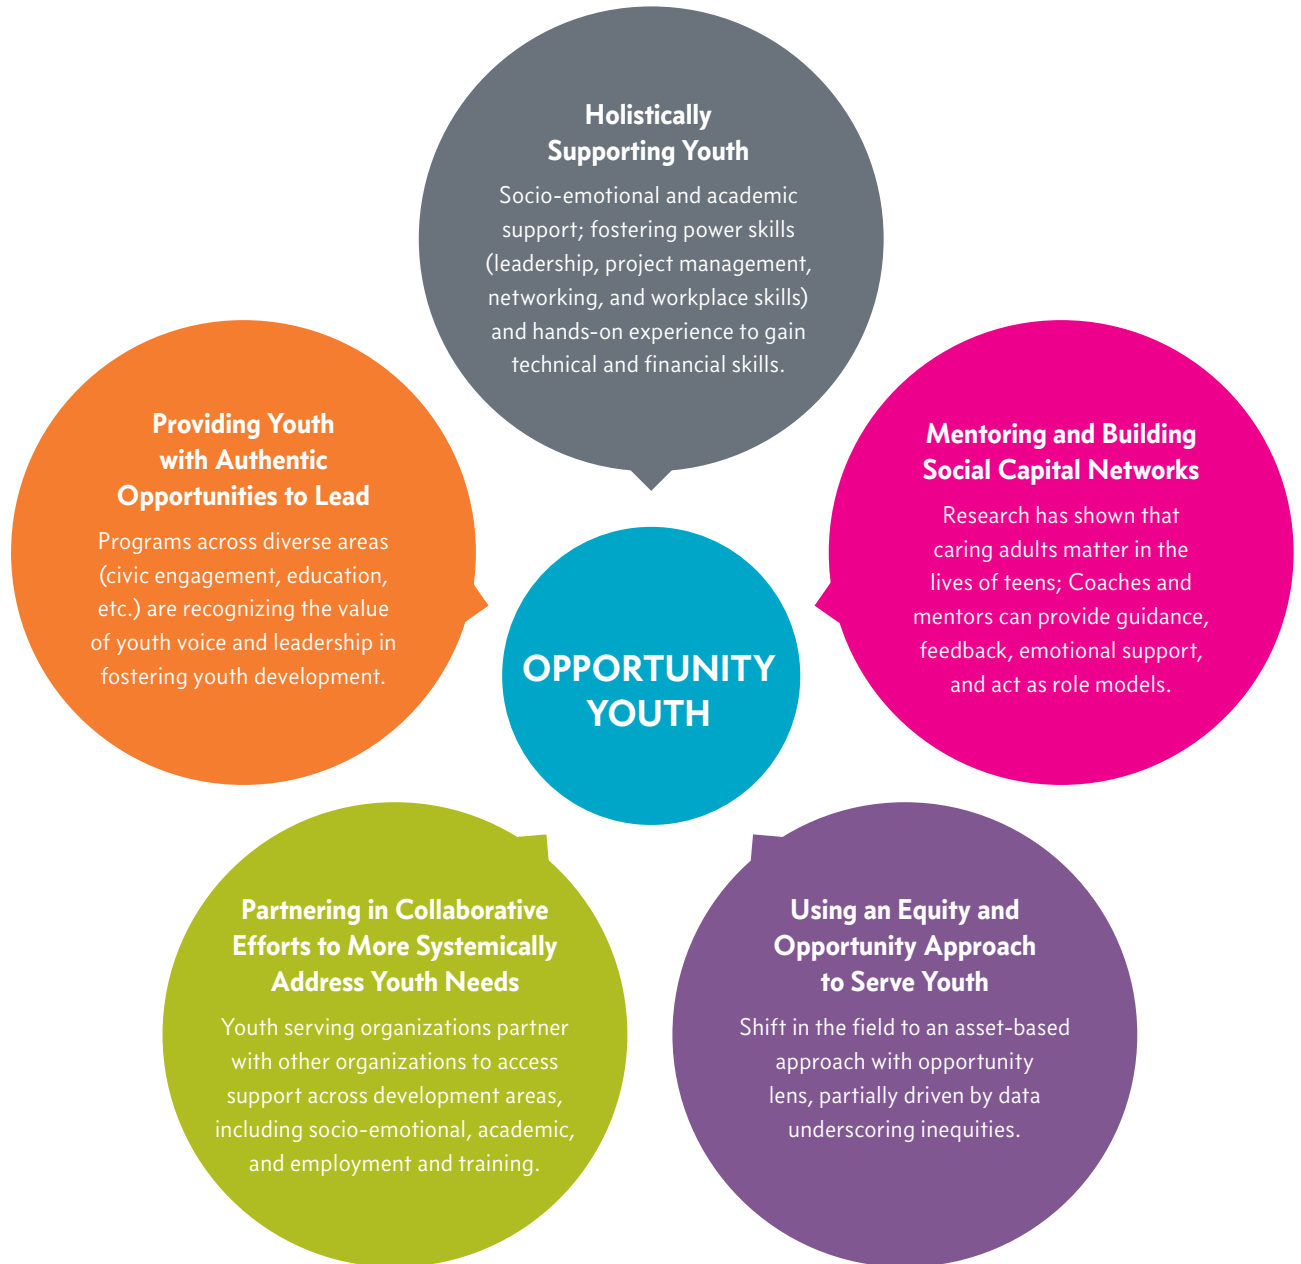 Holistically
Supporting Youth
Socio-emotional and academic
support; fostering power skills
(leadership, project management,
networking, and workplace skills)
and hands-on experience to gain
technical and financial skills.
Providing Youth
with Authentic
Opportunities to Lead
Programs across diverse areas
(civic engagement, education,
etc.) are recognizing the value
of youth voice and leadership in
fostering youth development.
Mentoring and Building
Social Capital Networks
Research has shown that
caring adults matter in the
lives of teens; Coaches and
mentors can provide guidance,
feedback, emotional support,
and act as role models.
OPPORTUNITY
YOUTH
Partnering in Collaborative
Efforts to More Systemically
Address Youth Needs
Youth serving organizations partner
with other organizations to access
support across development areas,
including socio-emotional, academic,
and employment and training.
Using an Equity and
Opportunity Approach
to Serve Youth
Shift in the field to an asset-based
approach with opportunity
lens, partially driven by data
underscoring inequities.